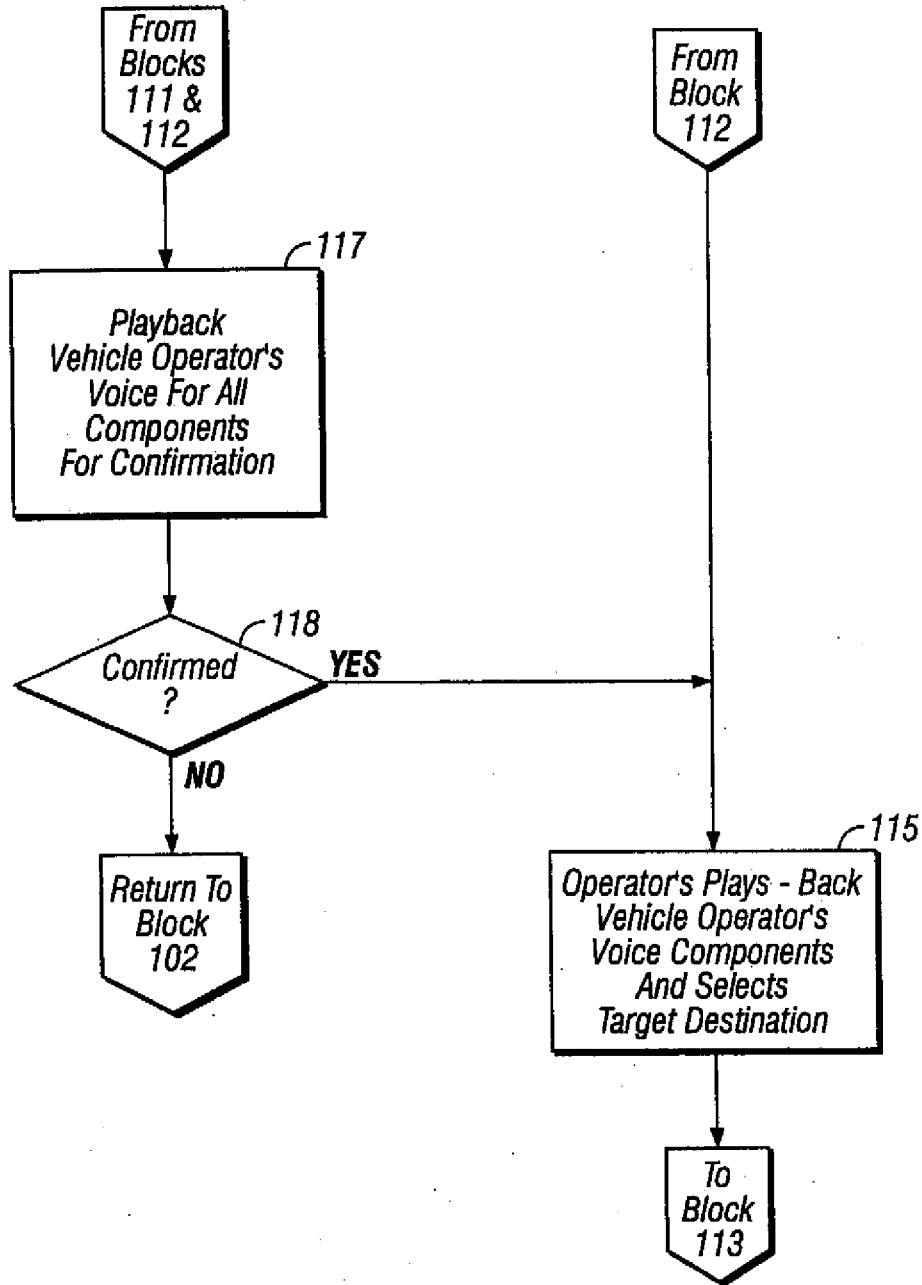 From
Blocks
111 &
112
From
Block
112
117
Playback
Vehicle Operator's
Voice For All
Components
For Confirmation
118
Confirmed
?
YES
NO
Return To
Block
102
115
Operator's Plays - Back
Vehicle Operator's
Voice Components
And Selects
Target Destination
To
Block
113